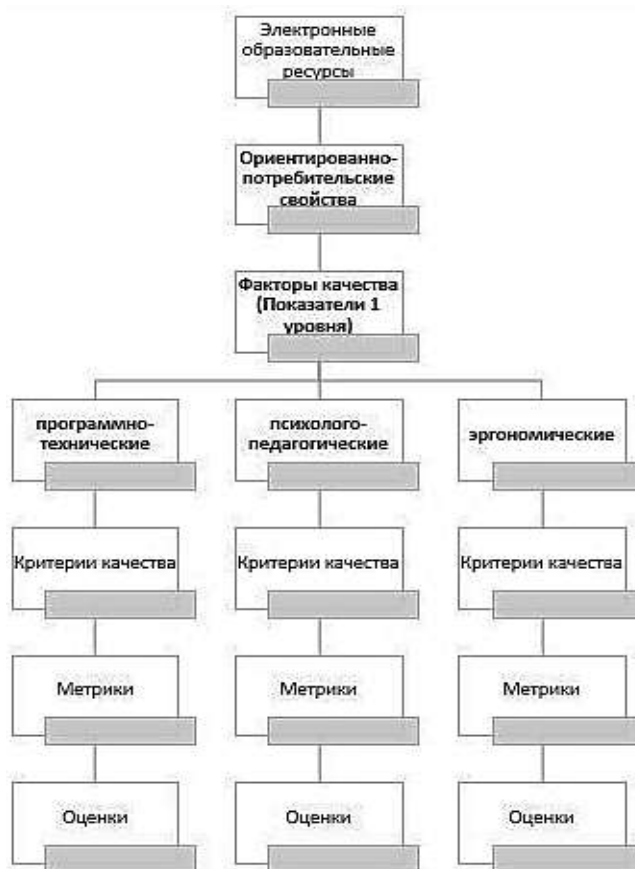 Электронные
образовательные
ресурсы
Ориентированно-
потребительские
свойства
Факторы качества
(Показатели 1
уровня)
программно-
технические
психолого-
педагогические
эргономические
Критерии качества
Критерии качества
Критерии качества
Метрики
Метрики
Метрики
Оценки
Оценки
Оценки